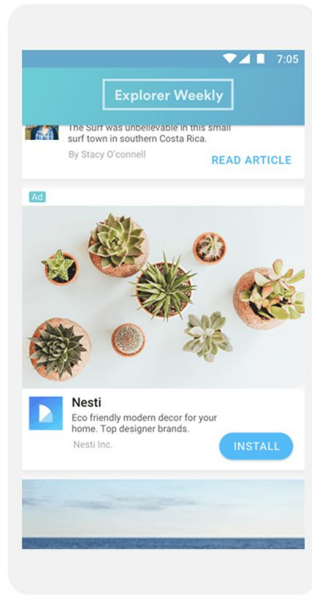 7:05
Explorer Weekly
The Surf was unbelievable in this small
surf town in southern Costa Rica.
By Stacy O'connell
READ ARTICLE
Ad
Nesti
Eco friendly modern decor for your
home. Top designer brands.
Nesti Inc.
INSTALL